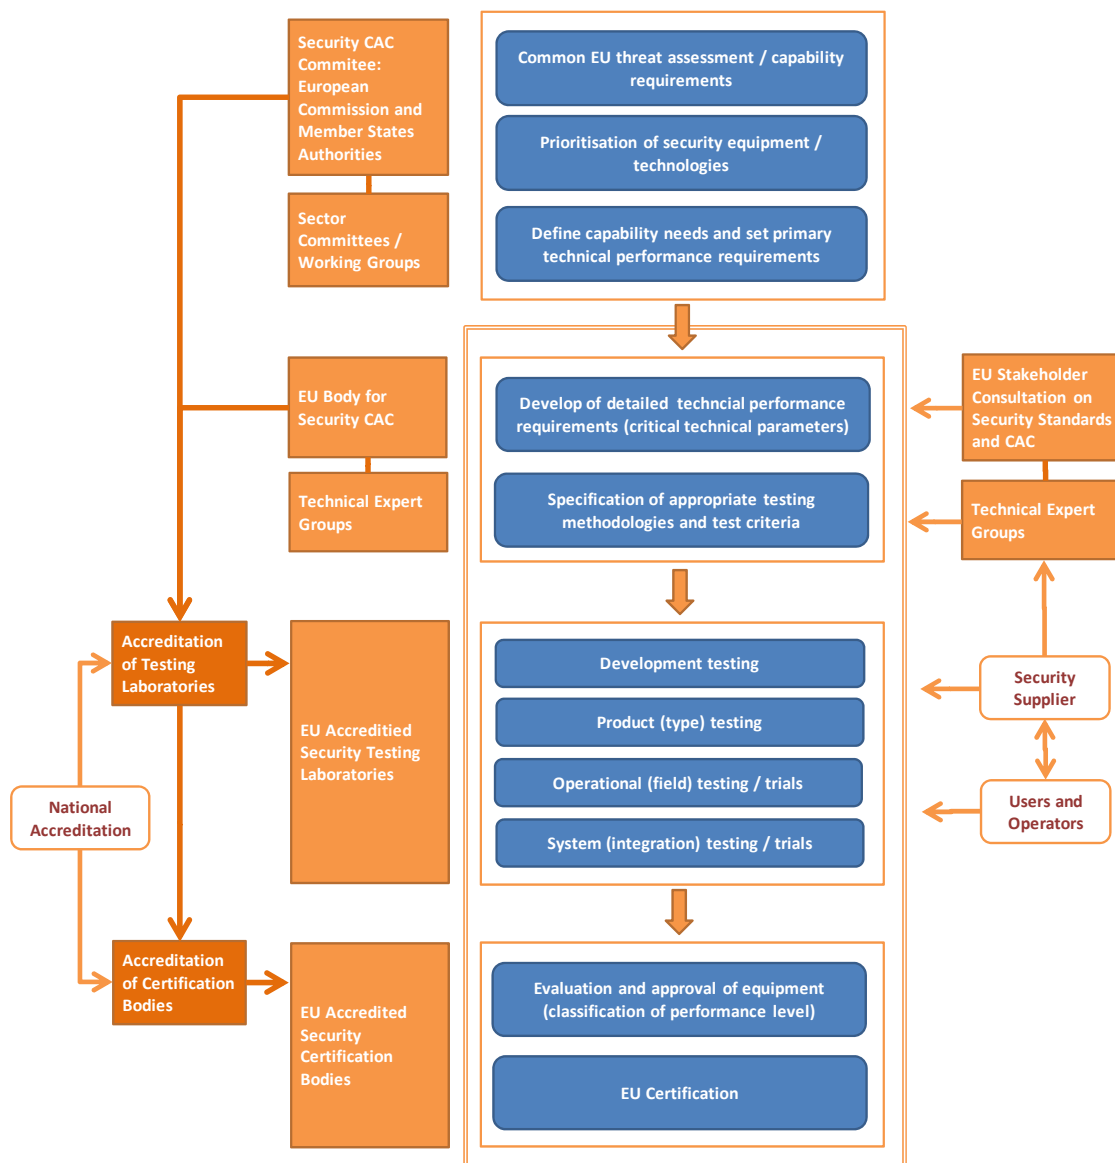 Security CAC
Commitee:
European
Commission and
Member States
Authorities
Sector
Committees /
Working Groups
Common EU threat assessment / capability
requirements
Prioritisation of security equipment /
technologies
Define capability needs and set primary
technical performance requirements
EU Body for
Security CAC
Technical Expert
Groups
Develop of detailed techncial performance
requirements (critical technical parameters)
Specification of appropriate testing
methodologies and test criteria
EU Stakeholder
Consultation on
Security Standards
and CAC
Technical Expert
Groups
Accreditation
of Testing
Laboratories
EU Accreditied
Security Testing
Laboratories
Development testing
Product (type) testing
Operational (field) testing / trials
System (integration) testing / trials
Security
Supplier
Users and
Operators
National
Accreditation
Accreditation
of Certification
Bodies
EU Accredited
Security
Certification
Bodies
Evaluation and approval of equipment
(classification of performance level)
EU Certification